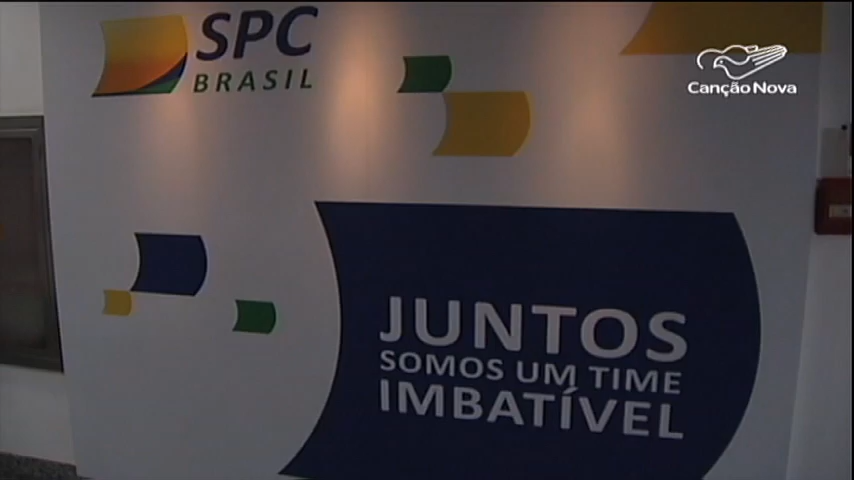 SPC
BRASIL
Canção Nova
JUNTOS
SOMOS UM TIME
IMBATÍVEL